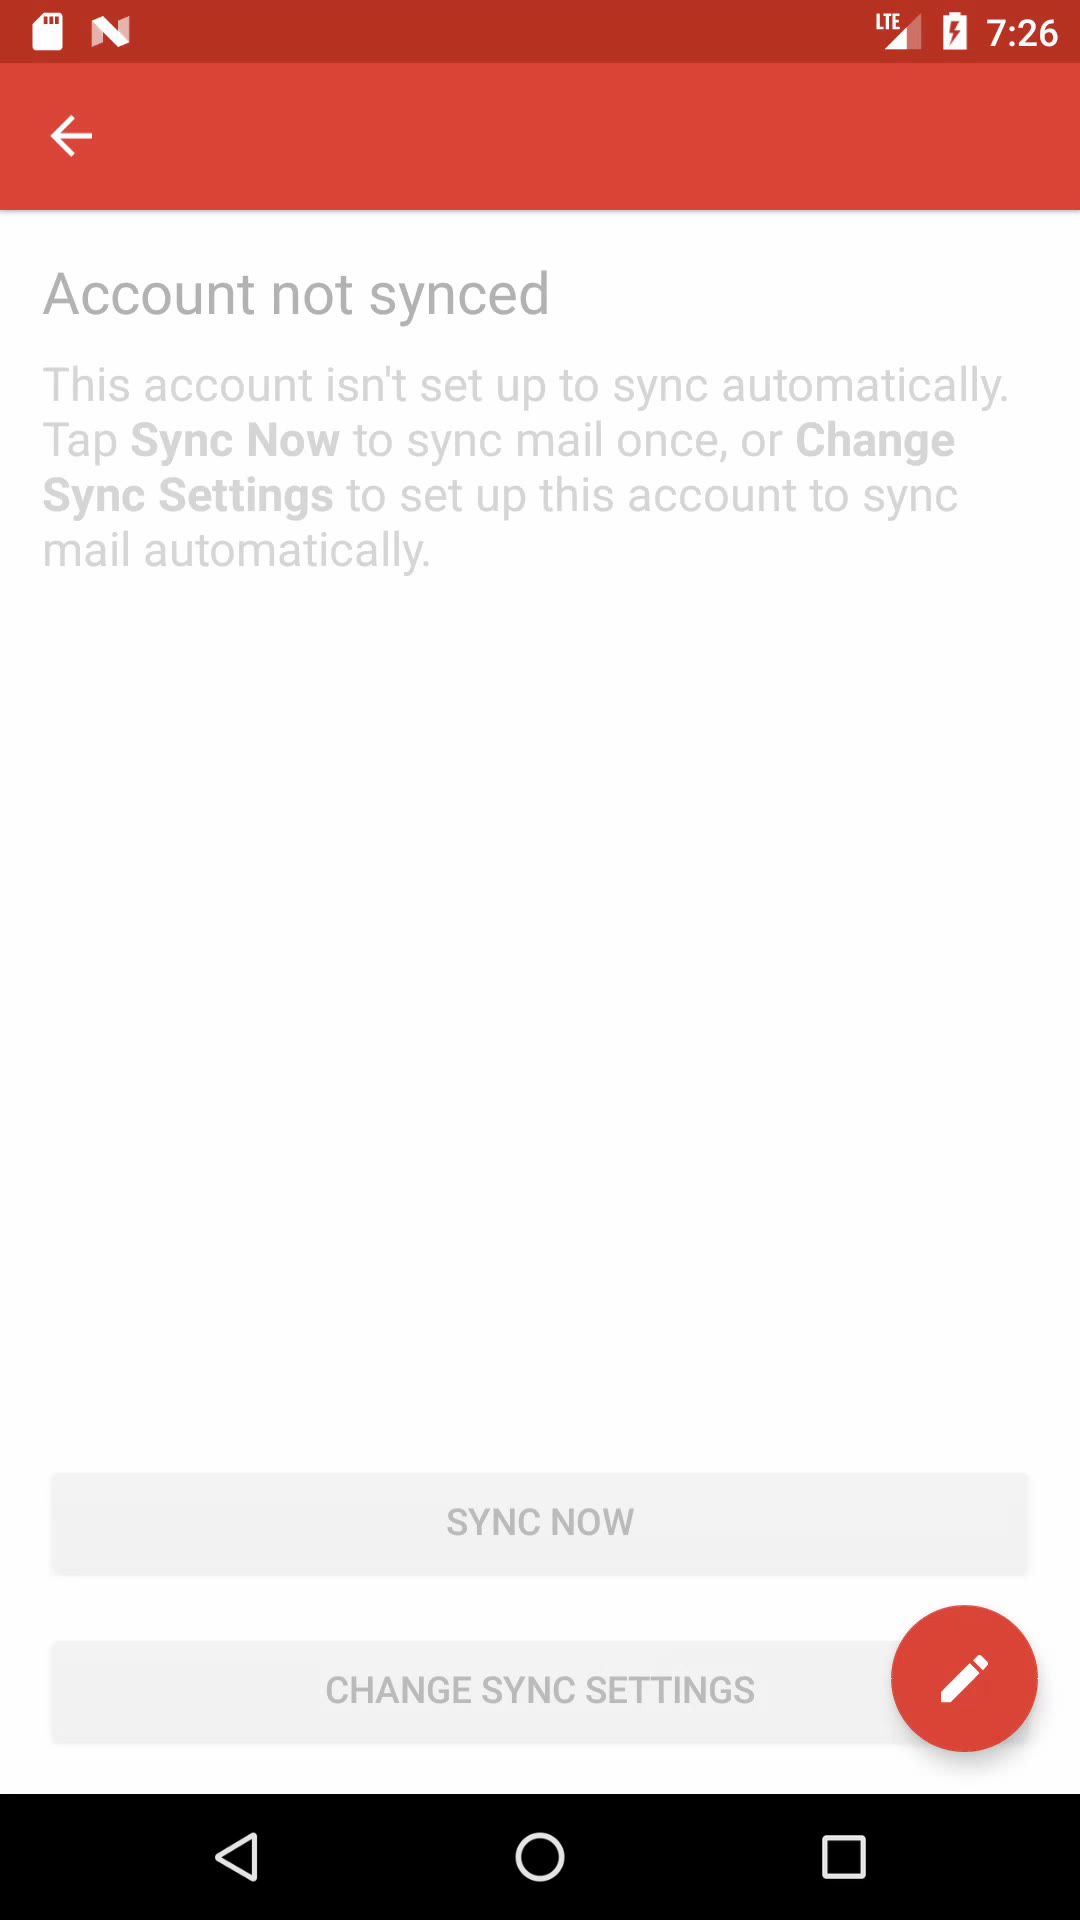 LTE 7:26
Account not synced
This account isn't set up to sync automatically.
Tap Sync Now to sync mail once, or Change
Sync Settings to set up this account to sync
mail automatically.
SYNC NOW
CHANGE SYNC SETTINGS